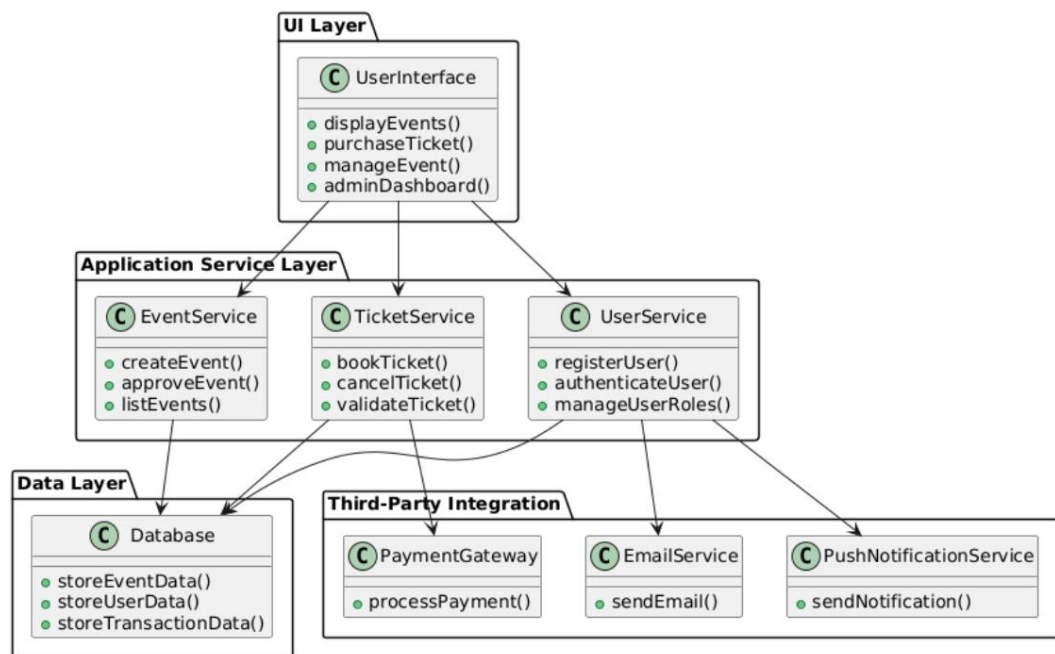 UI Layer
C UserInterface
displayEvents()
purchaseTicket()
manageEvent()
adminDashboard()
Application Service Layer
C EventService
createEvent()
approveEvent()
listEvents()
C TicketService
bookTicket()
cancelTicket()
validateTicket()
C UserService
registerUser()
authenticateUser()
manageUserRoles()
Data Layer
C Database
storeEventData()
storeUserData()
storeTransactionData()
Third-Party Integration
C PaymentGateway
processPayment()
C EmailService
sendEmail()
C PushNotificationService
sendNotification()